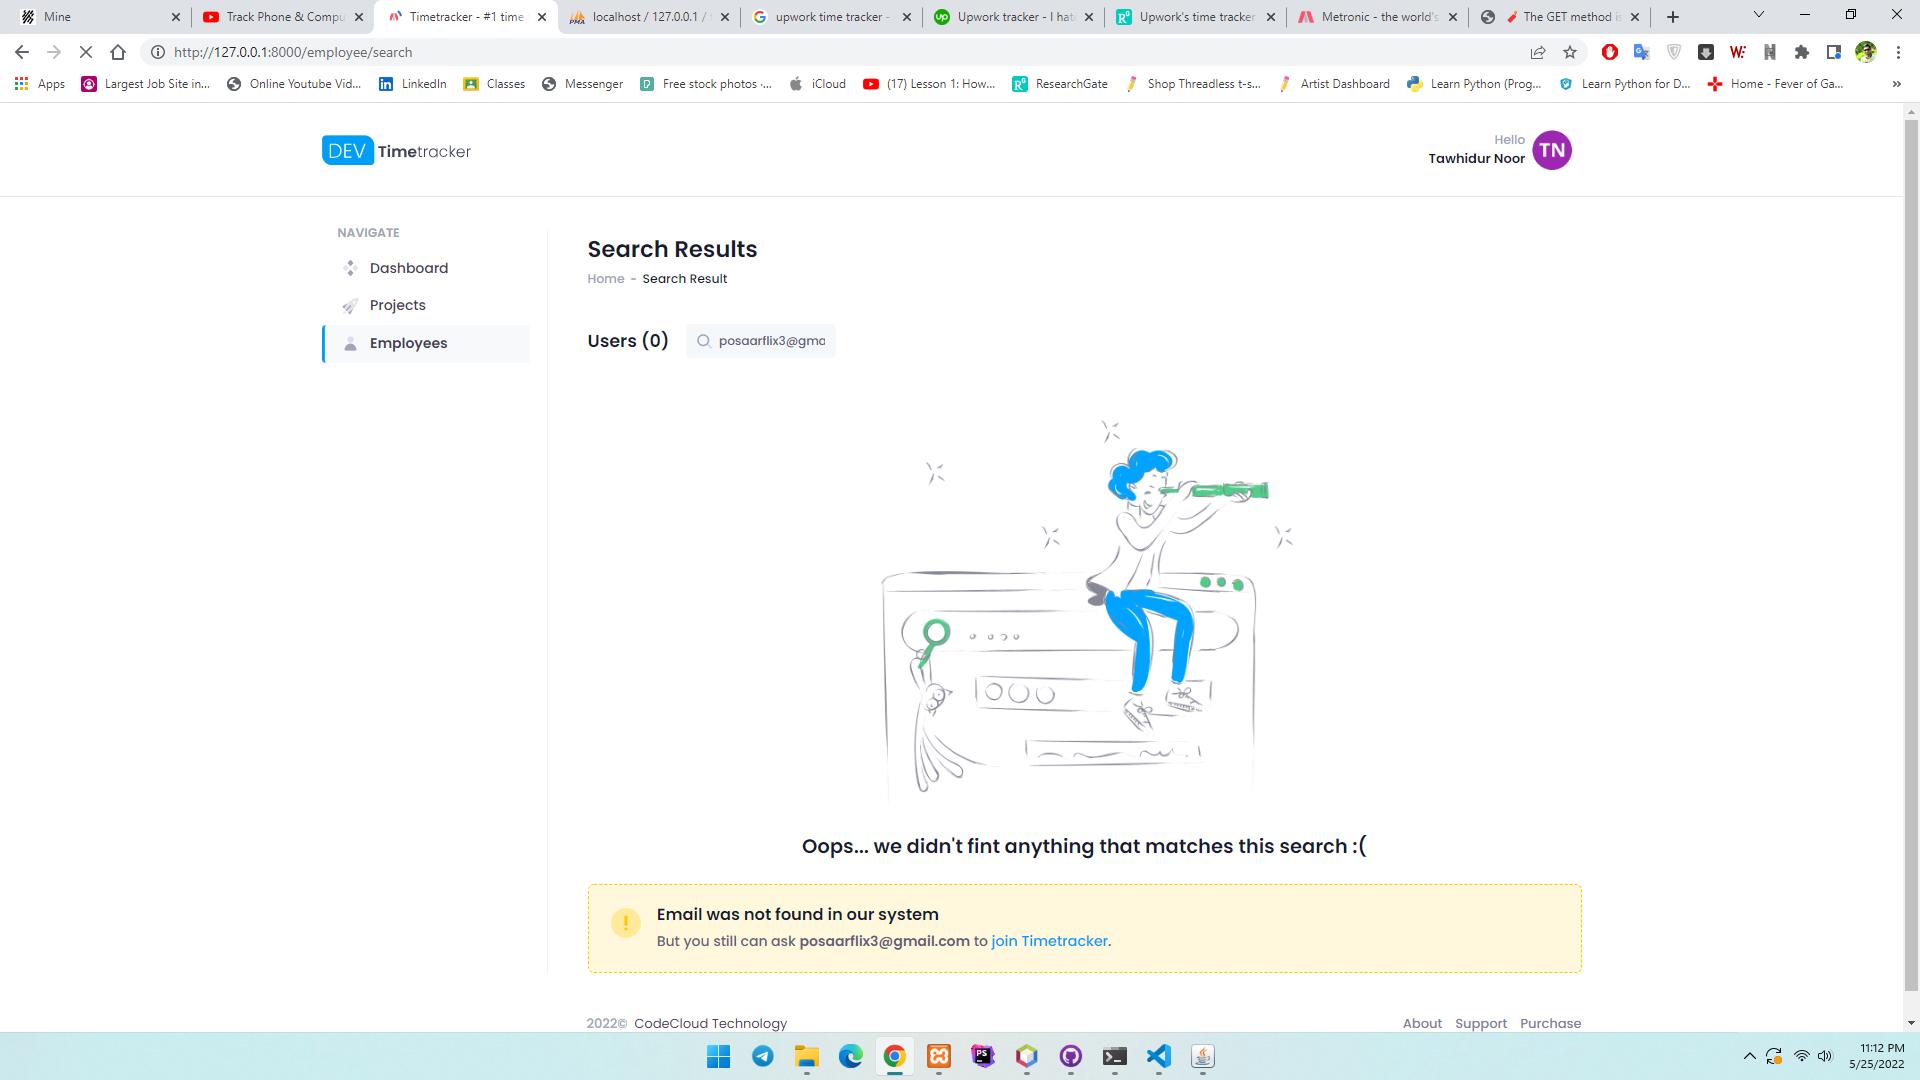 Mine
Track Phone & Compu
Timetracker - #1 time
localhost / 127.0.0.1 /
upwork time tracker -
Upwork tracker - I hat
Upwork's time tracker
Metronic - the world's
The GET method is
http://127.0.0.1:8000/employee/search
Apps
Largest Job Site in...
Online Youtube Vid...
LinkedIn
Classes
Messenger
Free stock photos ·...
iCloud
(17) Lesson 1: How...
ResearchGate
Shop Threadless t-s...
Artist Dashboard
Learn Python (Prog...
Learn Python for D...
Home - Fever of Ga...
DEV Timetracker
Hello
Tawhidur Noor
TN
NAVIGATE
Dashboard
Projects
Employees
Search Results
Home - Search Result
Users (0)
posaarflix3@gma
Oops... we didn't fint anything that matches this search :(
Email was not found in our system
But you still can ask posaarflix3@gmail.com to join Timetracker.
2022© CodeCloud Technology
About Support Purchase
11:12 PM
5/25/2022